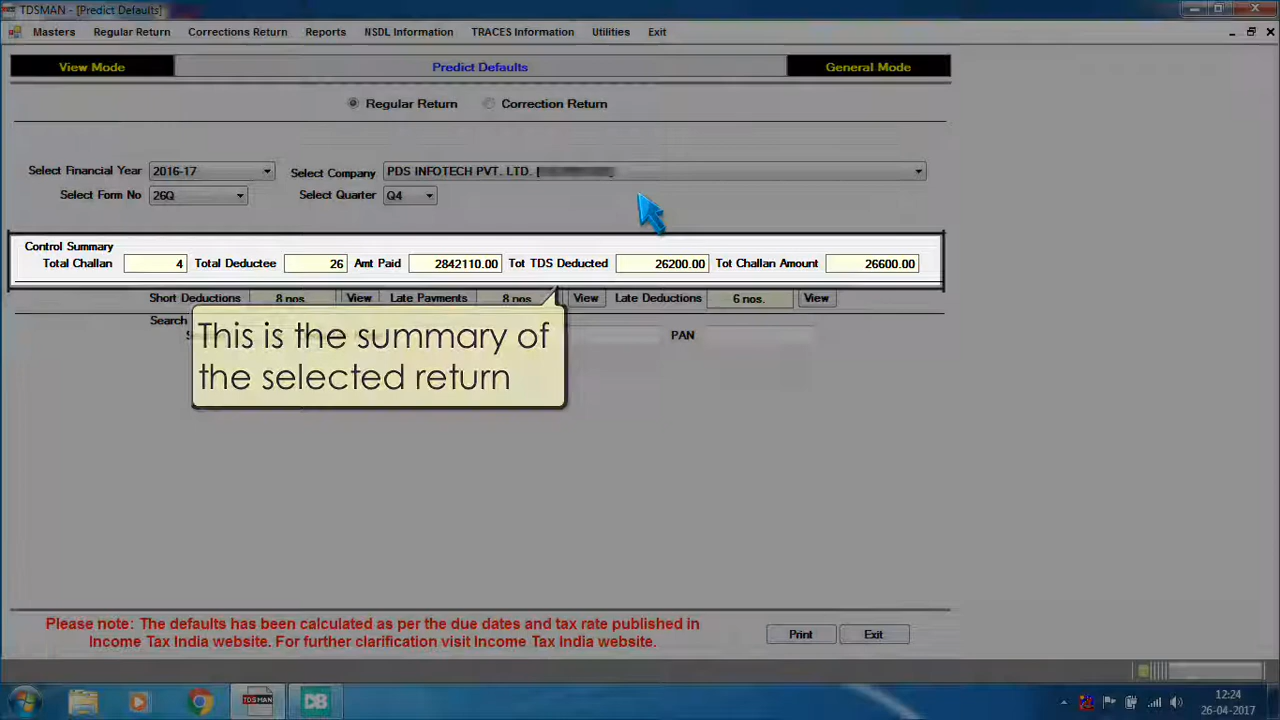 TDSMAN - [Predict Defaults]
Masters Regular Return Corrections Return Reports NSDL Information TRACES Information Utilities Exit
View Mode Predict Defaults General Mode
Regular Return Correction Return
Select Financial Year 2016-17 Select Company PDS INFOTECH PVT. LTD. [
Select Form No 26Q Select Quarter Q4
Control Summary
Total Challan 4 Total Deductee 26 Amt Paid 2842110.00 Tot TDS Deducted 26200.00 Tot Challan Amount 26600.00
Short Deductions 8 nos. View Late Payments 8 nos. View Late Deductions 6 nos. View
Search
PAN
This is the summary of
the selected return
Please note: The defaults has been calculated as per the due dates and tax rate published in
Income Tax India website. For further clarification visit Income Tax India website.
Print Exit
TDSMAN DB
12:24
26-04-2017